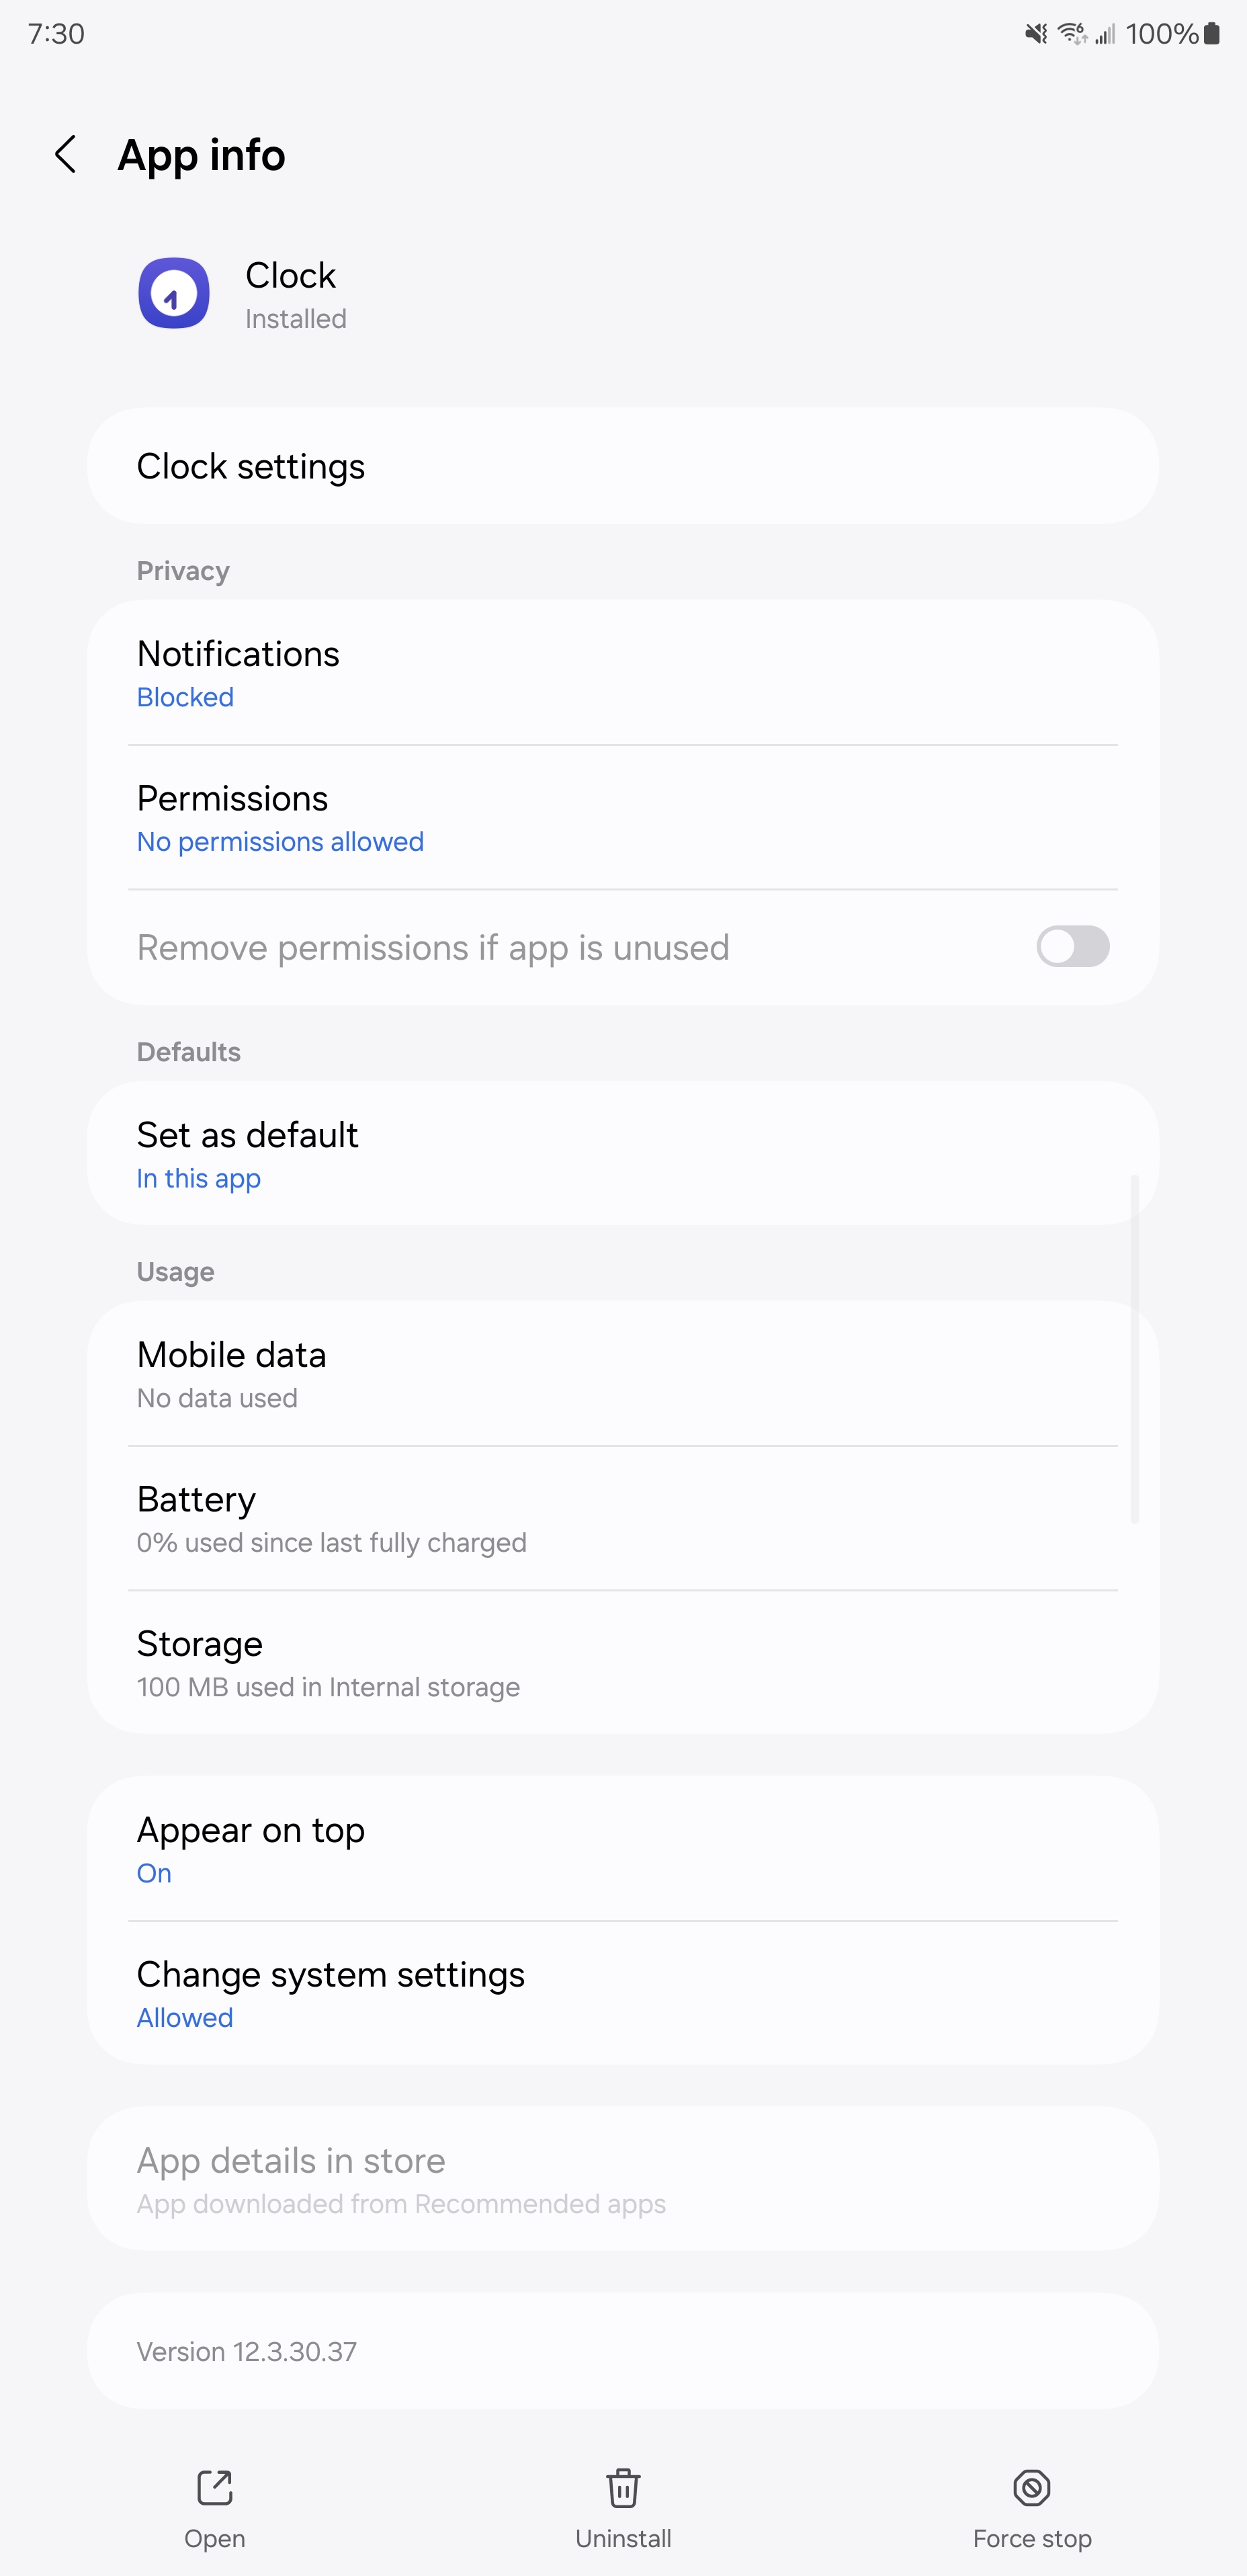 7:30
100%
App info
Clock
Installed
Clock settings
Privacy
Notifications
Blocked
Permissions
No permissions allowed
Remove permissions if app is unused
Defaults
Set as default
In this app
Usage
Mobile data
No data used
Battery
0% used since last fully charged
Storage
100 MB used in Internal storage
Appear on top
On
Change system settings
Allowed
App details in store
App downloaded from Recommended apps
Version 12.3.30.37
Open
Uninstall
Force stop